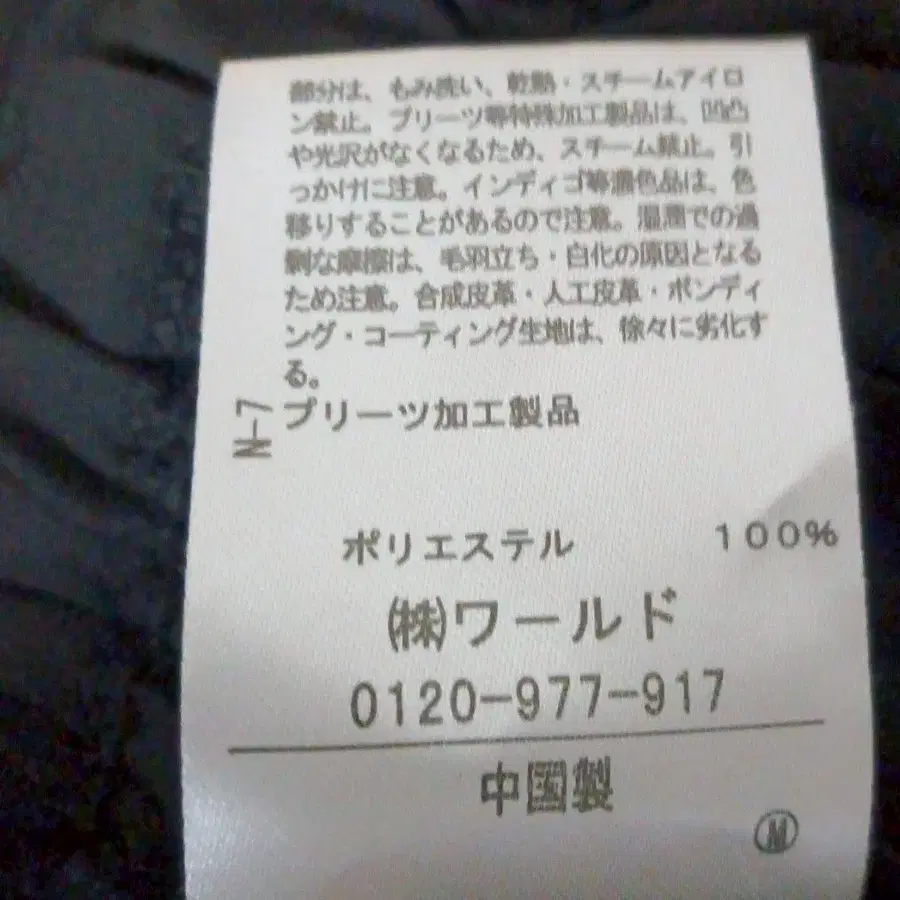 部分は、もみ洗い、乾熱・スチームアイロ
ン禁止。プリーツ等特殊加工製品は、凹凸
や光沢がなくなるため、スチーム禁止。引
っかけに注意。インディゴ等濃色品は、色
移りすることがあるので注意。湿潤での過
剰な摩擦は、毛羽立ち・白化の原因となる
ため注意。合成皮革・人工皮革・ボンディ
ング・コーティング生地は、徐々に劣化す
る。
N-7
プリーツ加工製品
ポリエステル 100%
㈱ワールド
0120-977-917
中国製
Ⓜ